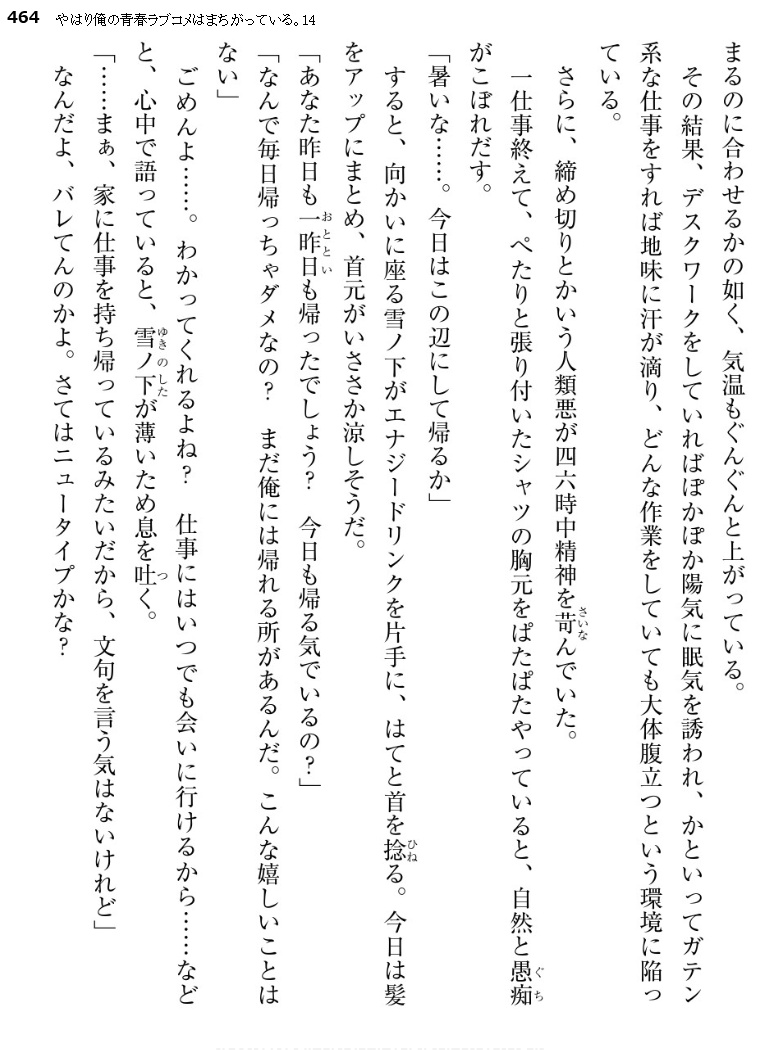 464 やはり俺の青春ラブコメはまちがっている。14
まるのに合わせるかの如く、気温もぐんぐんと上がっている。
その結果、デスクワークをしていればぽかぽか陽気に眠気を誘われ、かといってガテン
系な仕事をすれば地味に汗が滴り、どんな作業をしていても大体腹立つという環境に陥っ
ている。
さらに、締め切りとかいう人類悪が四六時中精神を苛んでいた。
一仕事終えて、ぺたりと張り付いたシャツの胸元をぱたぱたやっていると、自然と愚痴
がこぼれだす。
「暑いな……。今日はこの辺にして帰るか」
すると、向かいに座る雪ノ下がエナジードリンクを片手に、はてと首を捻る。今日は髪
をアップにまとめ、首元がいささか涼しそうだ。
「あなた昨日も一昨日も帰ったでしょう？　今日も帰る気でいるの？」
「なんで毎日帰っちゃダメなの？　まだ俺には帰れる所があるんだ。こんな嬉しいことは
ない」
ごめんよ……。わかってくれるよね？　仕事にはいつでも会いに行けるから……など
と、心中で語っていると、雪ノ下が薄いため息を吐く。
「……まぁ、家に仕事を持ち帰っているみたいだから、文句を言う気はないけれど」
なんだよ、バレてんのかよ。さてはニュータイプかな？